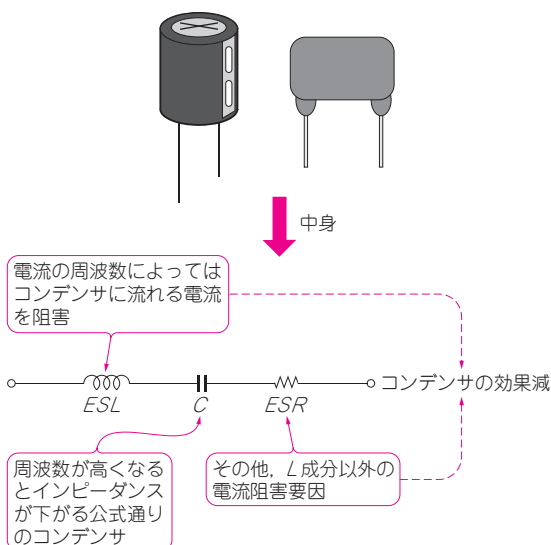 中身
電流の周波数によっては
コンデンサに流れる電流
を阻害
コンデンサの効果減
ESL
C
ESR
周波数が高くなる
とインピーダンス
が下がる公式通り
のコンデンサ
その他，L成分以外の
電流阻害要因